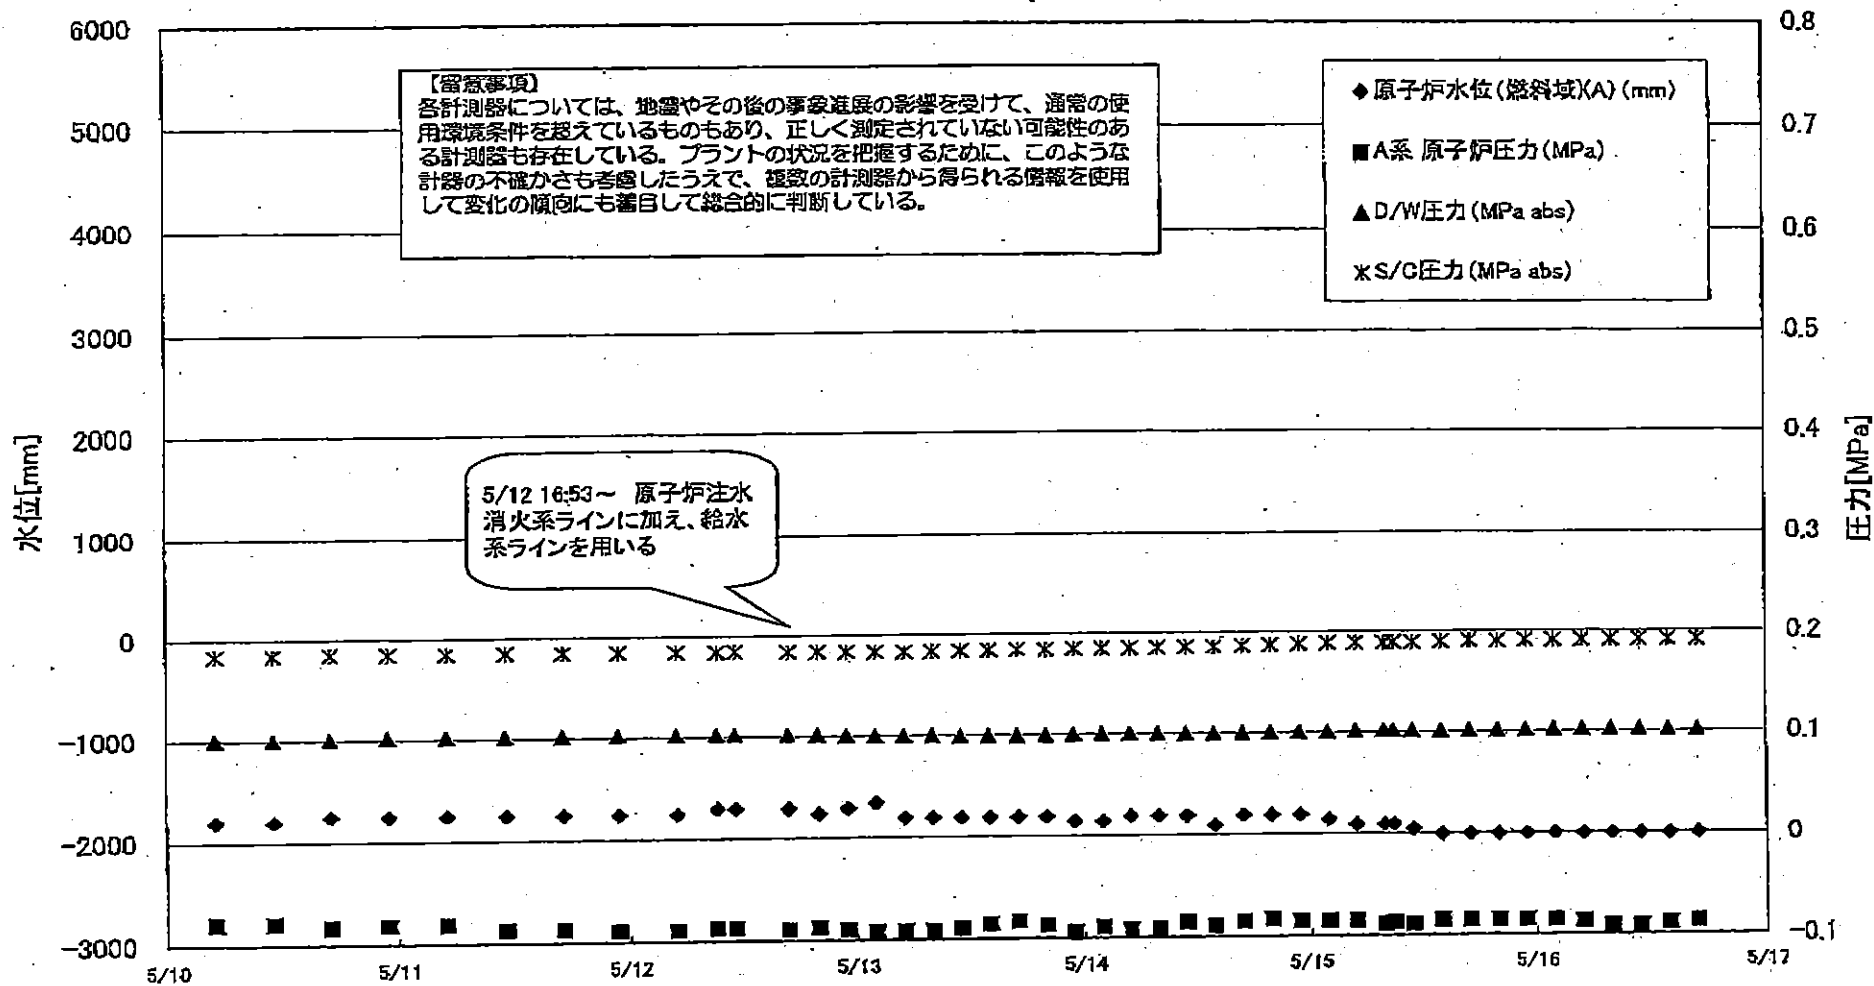 6000
5000
4000
3000
2000
1000
0
-1000
-2000
-3000
水位[mm]
【留意事項】
各計測器については、地震やその後の事象進展の影響を受けて、通常の使
用環境条件を超えているものもあり、正しく測定されていない可能性のあ
る計測器も存在している。プラントの状況を把握するために、このような
計器の不確かさも考慮したうえで、複数の計測器から得られる情報を使用
して変化の傾向にも着目して総合的に判断している。
◆原子炉水位(燃料域)(A)(mm)
■A系 原子炉圧力(MPa)
▲D/W圧力(MPa abs)
S/C圧力(MPa abs)
5/12 16:53～ 原子炉注水
消火系ラインに加え、給水
系ラインを用いる
0.8
0.7
0.6
0.5
0.4
0.3
0.2
0.1
0
-0.1
圧力[MPa]
5/10
5/11
5/12
5/13
5/14
5/15
5/16
5/17